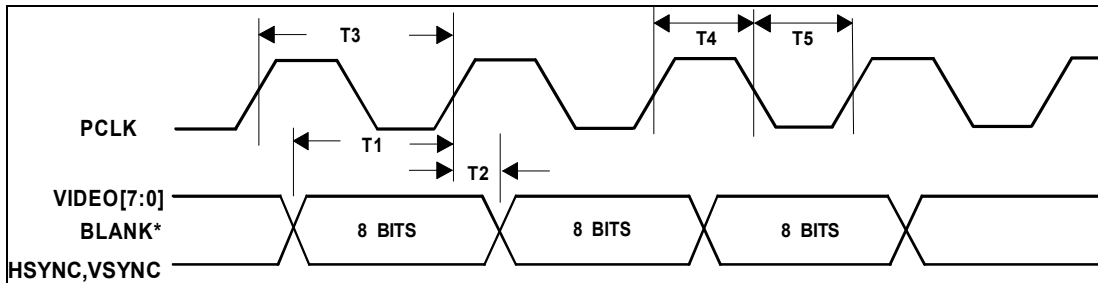 T3
T4
T5
PCLK
T1
T2
VIDEO[7:0]
BLANK*
8 BITS
8 BITS
8 BITS
HSYNC,VSYNC